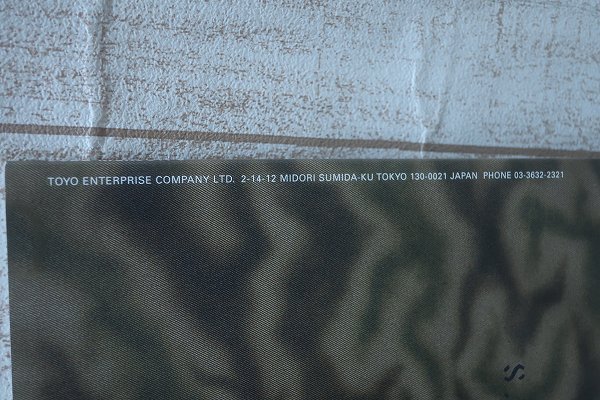 TOYO ENTERPRISE COMPANY LTD. 2-14-12 MIDORI SUMIDA-KU TOKYO 130-0021 JAPAN PHONE 03-3632-2321